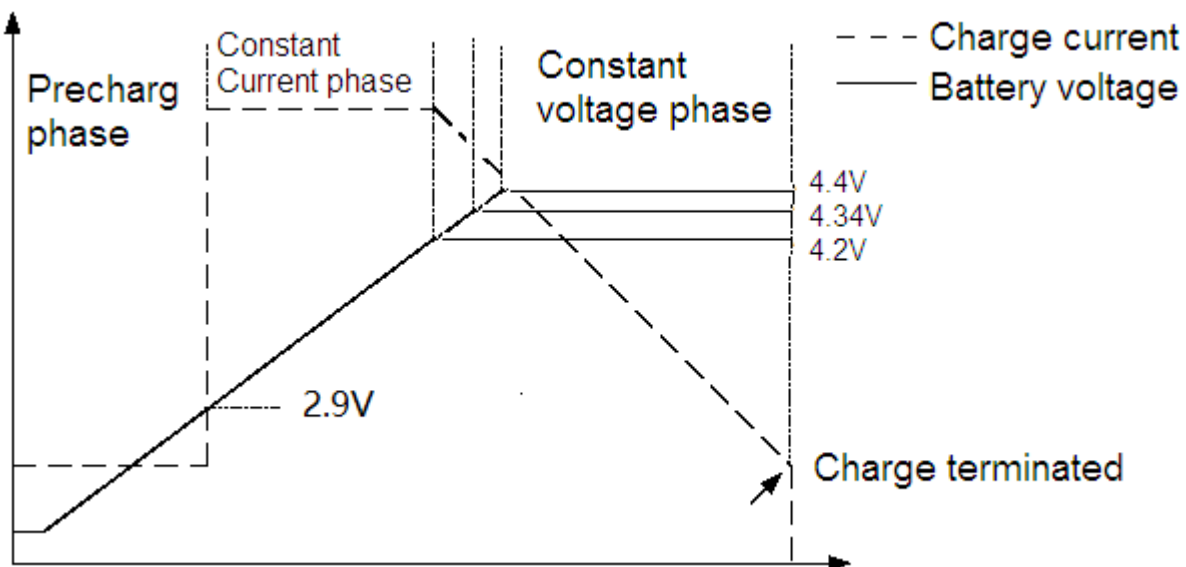 Precharg
phase
Constant
Current phase
Constant
voltage phase
Charge current
Battery voltage
4.4V
4.34V
4.2V
2.9V
Charge terminated